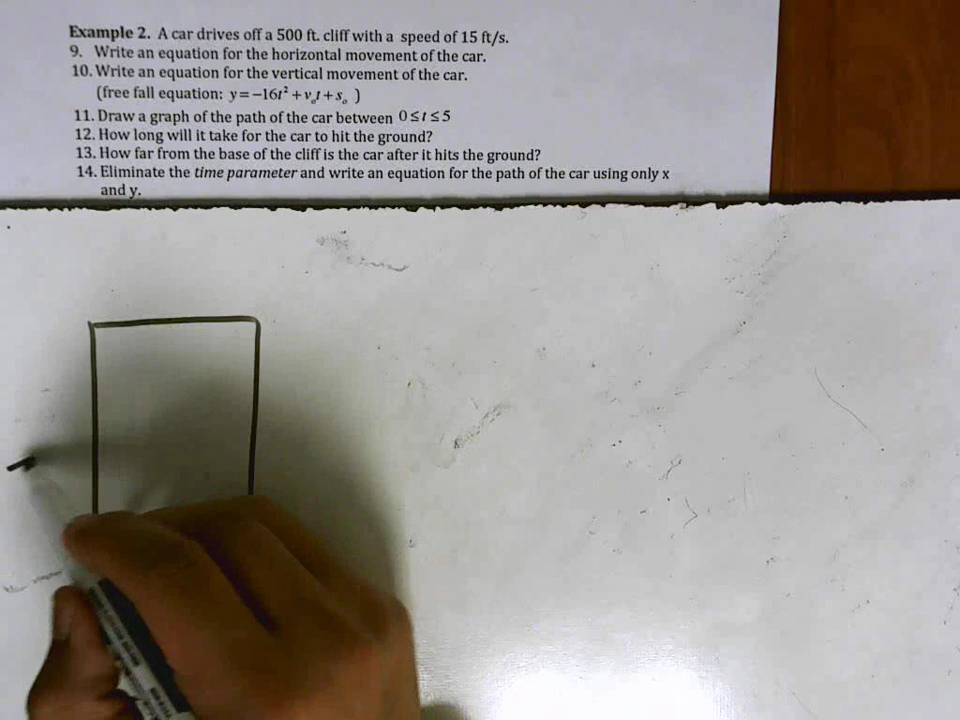 Example 2. A car drives off a 500 ft. cliff with a speed of 15 ft/s.
9. Write an equation for the horizontal movement of the car.
10. Write an equation for the vertical movement of the car.
(free fall equation: y=−16t²+vₒt+sₒ )
11. Draw a graph of the path of the car between 0≤t≤5
12. How long will it take for the car to hit the ground?
13. How far from the base of the cliff is the car after it hits the ground?
14. Eliminate the time parameter and write an equation for the path of the car using only x
and y.